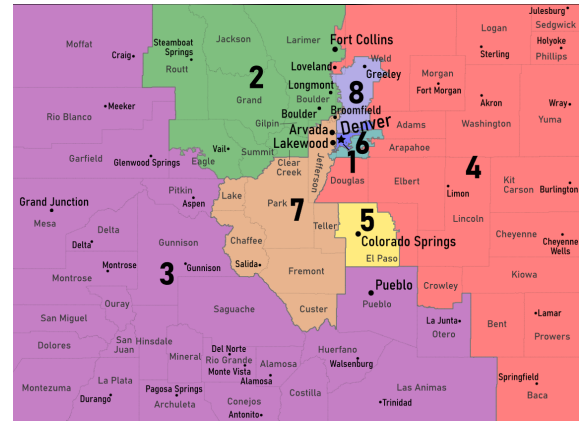 Julesburg
Moffat
Jackson
Larimer
Logan
Sedgwick
Steamboat
Springs
Fort Collins
Holyoke
Craig
Sterling
Phillips
Routt
Loveland
Weld
2
Greeley
Morgan
Longmont
8
Fort Morgan
Akron
Wray
Meeker
Grand
Boulder
Boulder
Broomfield
Washington
Yuma
Rio Blanco
Gilpin
Arvada
Denver
Adams
Vail
Lakewood
6
Arapahoe
Garfield
Glenwood Springs
Eagle
Summit
Clear
Creek
Jefferson
1
4
Douglas
Elbert
Kit
Carson
Burlington
Pitkin
Aspen
Lake
Park
Limon
Grand Junction
7
Lincoln
Mesa
Delta
Teller
5
Cheyenne
Gunnison
Chaffee
Colorado Springs
Cheyenne
Wells
Delta
Montrose
3
Gunnison
Salida
Fremont
El Paso
Montrose
Kiowa
Pueblo
Crowley
Ouray
Saguache
Custer
Pueblo
San Miguel
La Junta
Bent
Lamar
Otero
Prowers
Dolores
San
Juan
Hinsdale
Mineral
Del Norte
Rio Grande
Alamosa
Huerfano
Walsenburg
Monte Vista
Alamosa
Springfield
Montezuma
La Plata
Pagosa Springs
Costilla
Las Animas
Baca
Durango
Archuleta
Conejos
Antonito
Trinidad